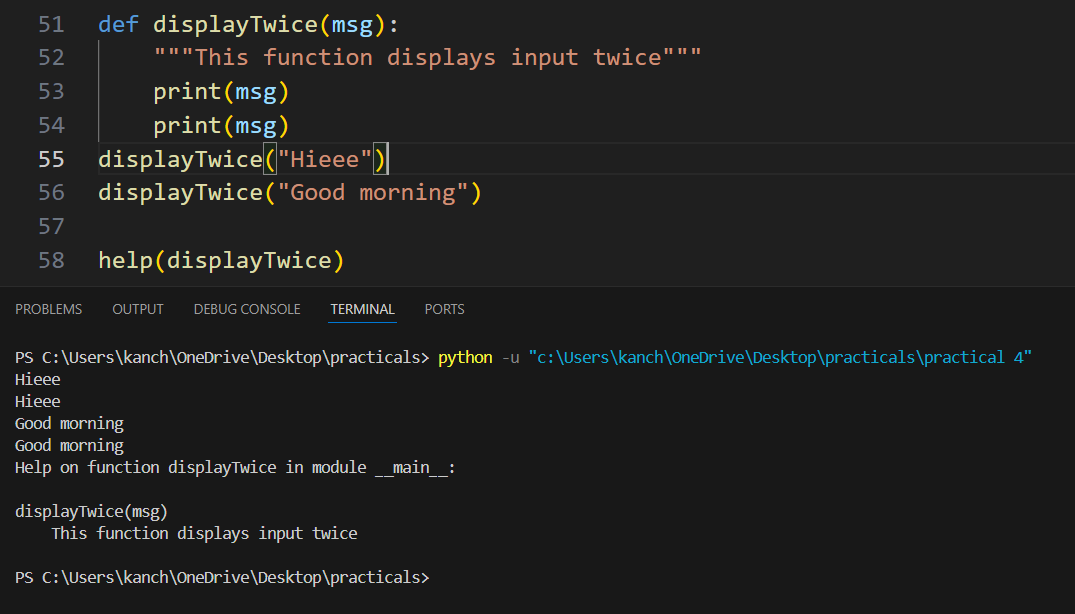 51 def displayTwice(msg):
52     """This function displays input twice"""
53     print(msg)
54     print(msg)
55 displayTwice("Hieee")
56 displayTwice("Good morning")
57
58 help(displayTwice)
PROBLEMS OUTPUT DEBUG CONSOLE TERMINAL PORTS
PS C:\Users\kanch\OneDrive\Desktop\practicals> python -u "c:\Users\kanch\OneDrive\Desktop\practicals\practical 4"
Hieee
Hieee
Good morning
Good morning
Help on function displayTwice in module __main__:

displayTwice(msg)
    This function displays input twice

PS C:\Users\kanch\OneDrive\Desktop\practicals>